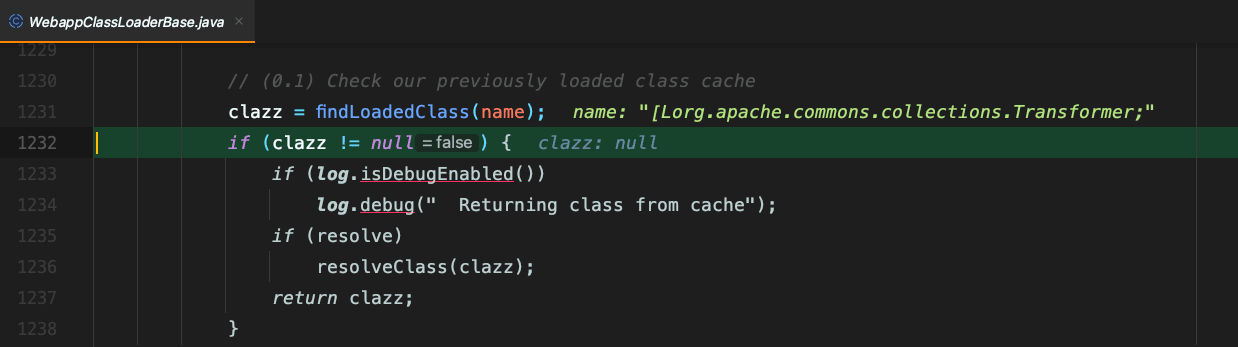 WebappClassLoaderBase.java ×
1229
1230 // (0.1) Check our previously loaded class cache
1231 clazz = findLoadedClass(name); name: "[Lorg.apache.commons.collections.Transformer;"
1232 if (clazz != null = false ) { clazz: null
1233 if (log.isDebugEnabled())
1234 log.debug("  Returning class from cache");
1235 if (resolve)
1236 resolveClass(clazz);
1237 return clazz;
1238 }